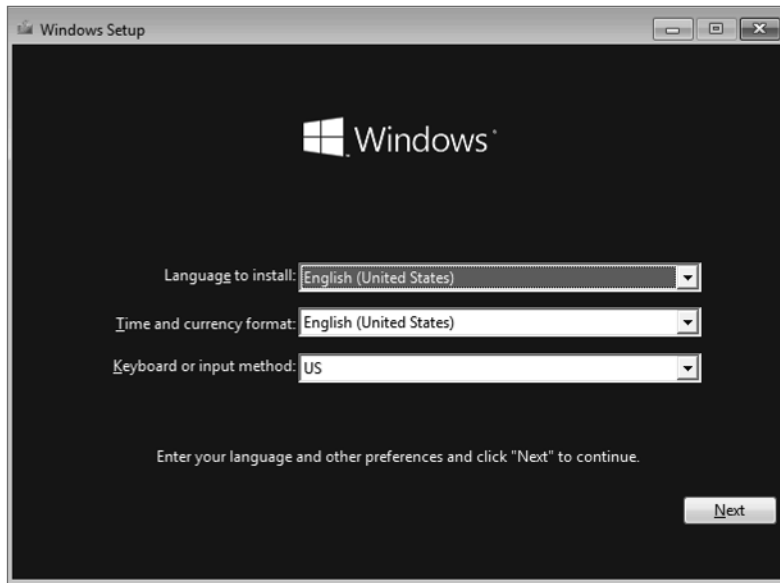 Windows Setup
Windows
Language to install: English (United States)
Time and currency format: English (United States)
Keyboard or input method: US
Enter your language and other preferences and click "Next" to continue.
Next